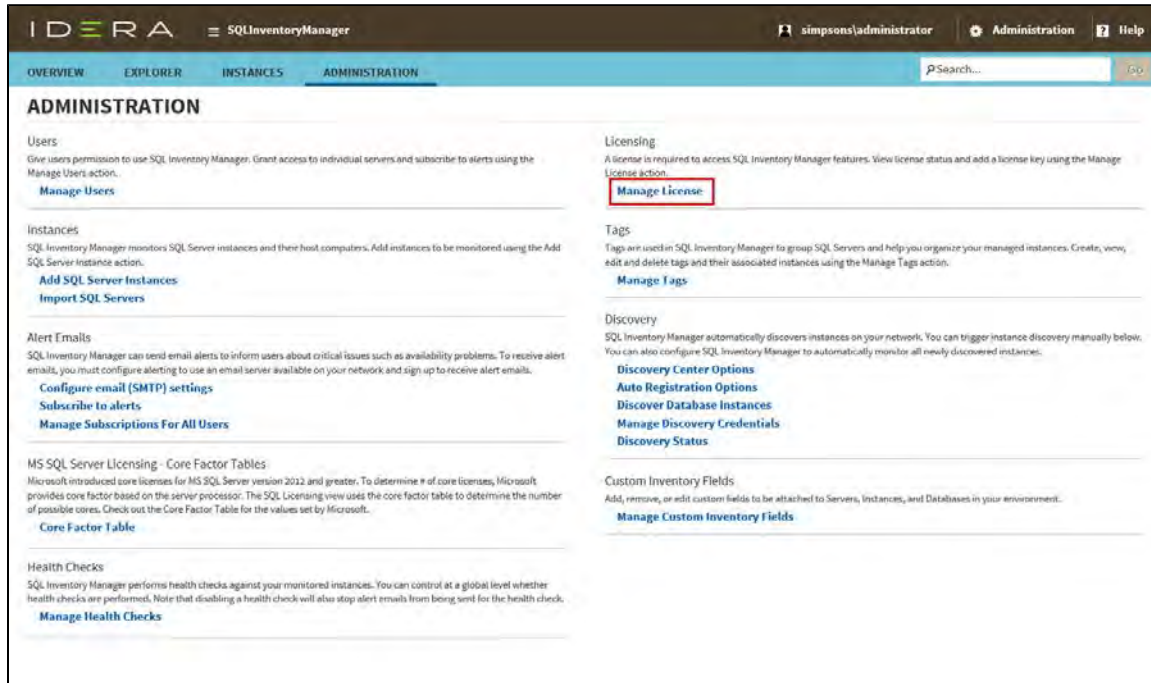 IDERA
SQLInventoryManager
simpsons\administrator
Administration
? Help
OVERVIEW
EXPLORER
INSTANCES
ADMINISTRATION
Search...
Go
ADMINISTRATION
Users
Give users permission to use SQL Inventory Manager. Grant access to individual servers and subscribe to alerts using the
Manage Users action.
Manage Users
Instances
SQL Inventory Manager monitors SQL Server instances and their host computers. Add instances to be monitored using the Add
SQL Server Instance action.
Add SQL Server Instances
Import SQL Servers
Alert Emails
SQL Inventory Manager can send email alerts to inform users about critical issues such as availability problems. To receive alert
emails, you must configure alerting to use an email server available on your network and sign up to receive alert emails.
Configure email (SMTP) settings
Subscribe to alerts
Manage Subscriptions For All Users
MS SQL Server Licensing - Core Factor Tables
Microsoft introduced core licenses for MS SQL Server version 2012 and greater. To determine # of core licenses, Microsoft
provides core factor based on the server processor. The SQL Licensing view uses the core factor table to determine the number
of possible cores. Check out the Core Factor Table for the values set by Microsoft.
Core Factor Table
Health Checks
SQL Inventory Manager performs health checks against your monitored instances. You can control at a global level whether
health checks are performed. Note that disabling a health check will also stop alert emails from being sent for the health check.
Manage Health Checks
Licensing
A license is required to access SQL Inventory Manager features. View license status and add a license key using the Manage
License action.
Manage License
Tags
Tags are used in SQL Inventory Manager to group SQL Servers and help you organize your managed instances. Create, view,
edit and delete tags and their associated instances using the Manage Tags action.
Manage Tags
Discovery
SQL Inventory Manager automatically discovers instances on your network. You can trigger instance discovery manually below.
You can also configure SQL Inventory Manager to automatically monitor all newly discovered instances.
Discovery Center Options
Auto Registration Options
Discover Database Instances
Manage Discovery Credentials
Discovery Status
Custom Inventory Fields
Add, remove, or edit custom fields to be attached to Servers, Instances, and Databases in your environment.
Manage Custom Inventory Fields